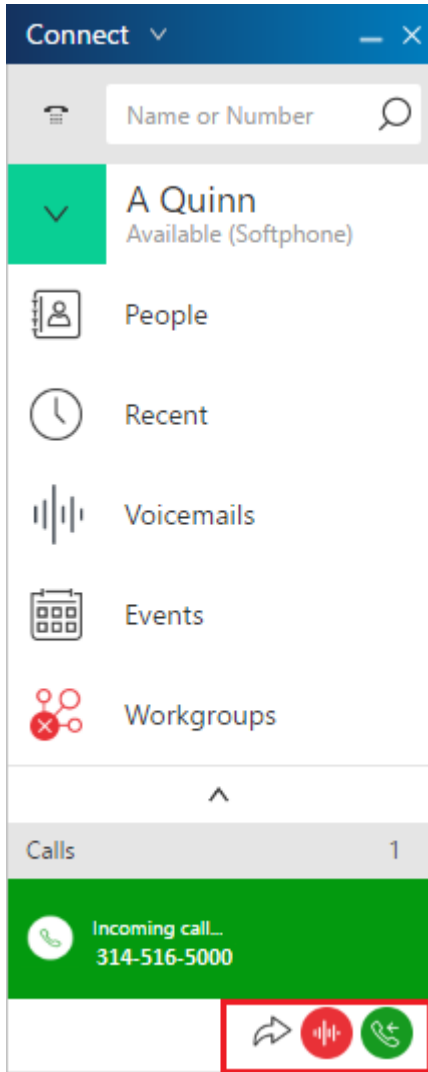 Connect
Name or Number
A Quinn
Available (Softphone)
People
Recent
Voicemails
Events
Workgroups
Calls 1
Incoming call...
314-516-5000